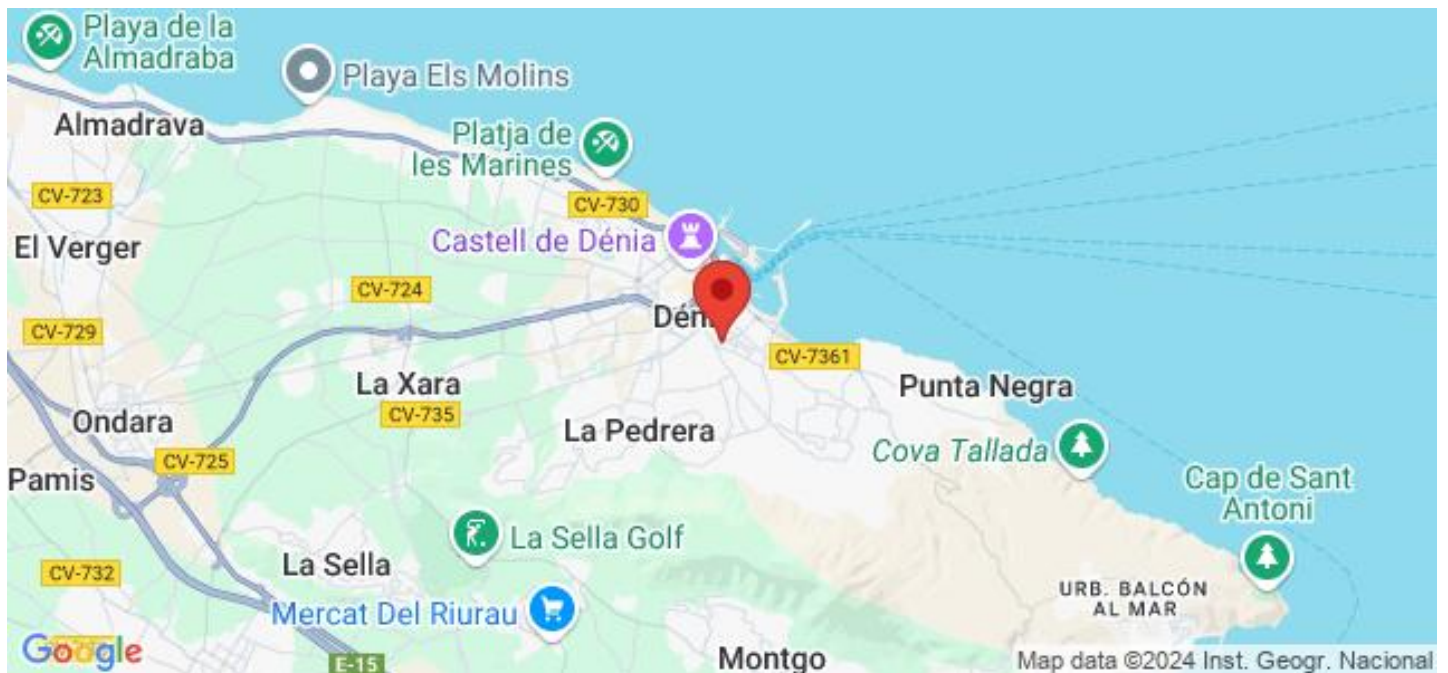 Playa de la
Almadraba
Playa Els Molins
Almadrava
Platja de
les Marines
CV-723
CV-730
El Verger
Castell de Dénia
CV-724
CV-729
Dén
CV-7361
La Xara
Punta Negra
CV-735
Ondara
La Pedrera
Cova Tallada
CV-725
Pamis
Cap de Sant
Antoni
La Sella Golf
La Sella
CV-732
URB. BALCÓN
AL MAR
Mercat Del Riurau
Google
E-15
Montgo
Map data ©2024 Inst. Geogr. Nacional